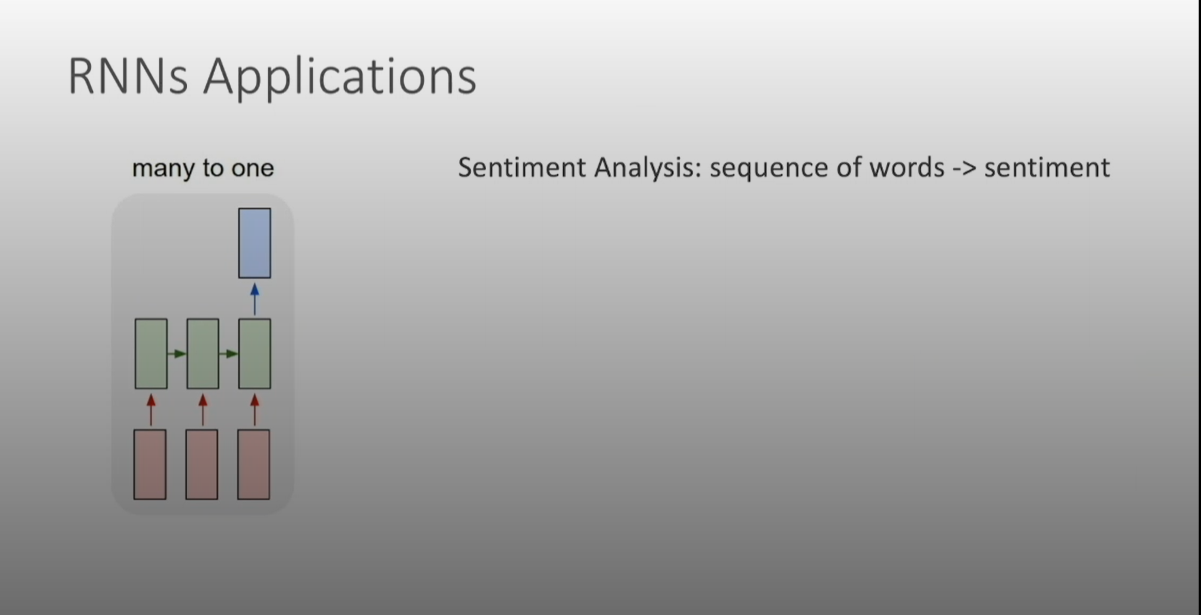 RNNs Applications
many to one
Sentiment Analysis: sequence of words -> sentiment